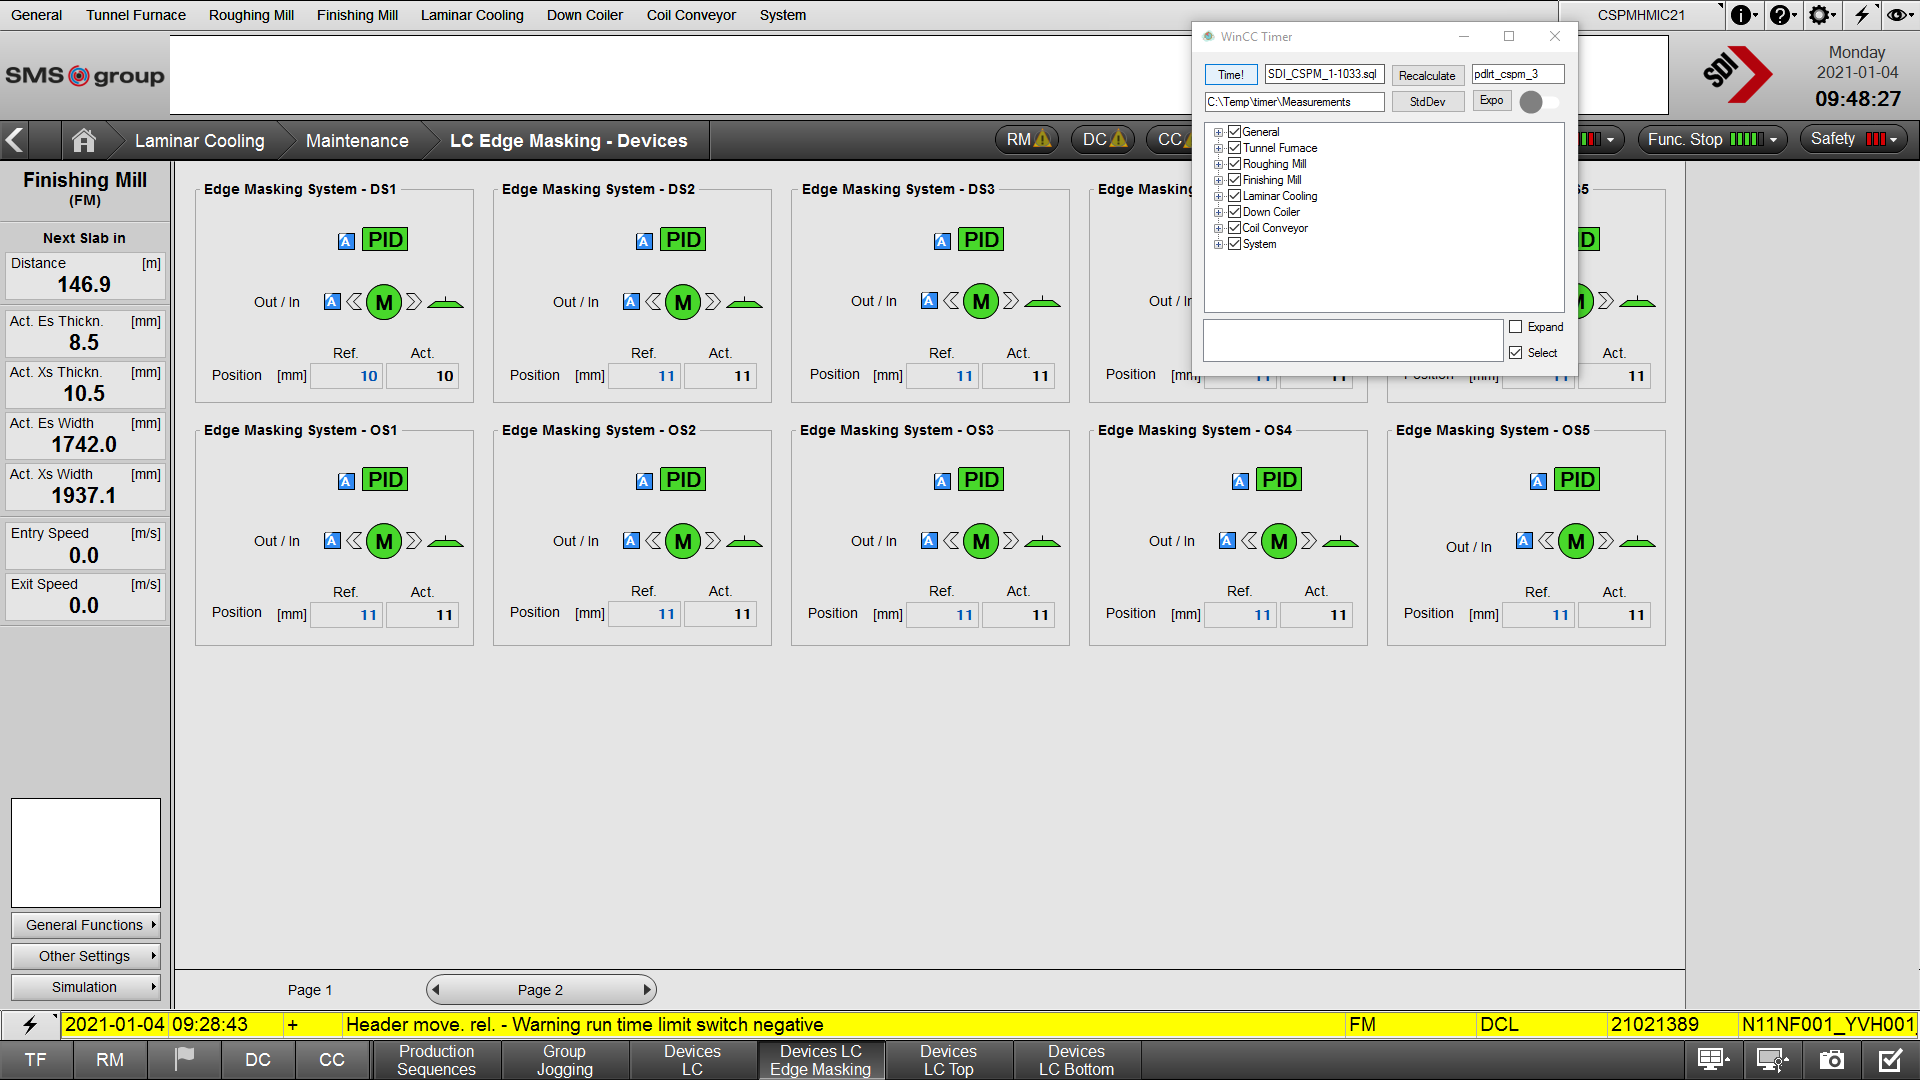 General Tunnel Furnace Roughing Mill Finishing Mill Laminar Cooling Down Coiler Coil Conveyor System CSPMHMIC21
SMS group
SDI
Monday
2021-01-04
09:48:27
WinCC Timer
Time! SDI_CSPM_1-1033.sql Recalculate pdlrt_cspm_3
C:\Temp\timer\Measurements StdDev Expo
General
Tunnel Furnace
Roughing Mill
Finishing Mill
Laminar Cooling
Down Coiler
Coil Conveyor
System
Expand
Select
Laminar Cooling Maintenance LC Edge Masking - Devices RM DC CC Func. Stop Safety
Finishing Mill
(FM)
Next Slab in
Distance [m]
146.9
Act. Es Thickn. [mm]
8.5
Act. Xs Thickn. [mm]
10.5
Act. Es Width [mm]
1742.0
Act. Xs Width [mm]
1937.1
Entry Speed [m/s]
0.0
Exit Speed [m/s]
0.0
General Functions
Other Settings
Simulation
Edge Masking System - DS1
A PID
Out / In A M
Ref. Act.
Position [mm] 10 10
Edge Masking System - DS2
A PID
Out / In A M
Ref. Act.
Position [mm] 11 11
Edge Masking System - DS3
A PID
Out / In A M
Ref. Act.
Position [mm] 11 11
Edge Masking
Out / In
Position [mm] 11 11
S5
D
M
Act.
Position [mm] 11 11
Edge Masking System - OS1
A PID
Out / In A M
Ref. Act.
Position [mm] 11 11
Edge Masking System - OS2
A PID
Out / In A M
Ref. Act.
Position [mm] 11 11
Edge Masking System - OS3
A PID
Out / In A M
Ref. Act.
Position [mm] 11 11
Edge Masking System - OS4
A PID
Out / In A M
Ref. Act.
Position [mm] 11 11
Edge Masking System - OS5
A PID
Out / In A M
Ref. Act.
Position [mm] 11 11
Page 1 Page 2
2021-01-04 09:28:43 + Header move. rel. - Warning run time limit switch negative FM DCL 21021389 N11NF001_YVH001
TF RM DC CC
Production
Sequences
Group
Jogging
Devices
LC
Devices LC
Edge Masking
Devices
LC Top
Devices
LC Bottom